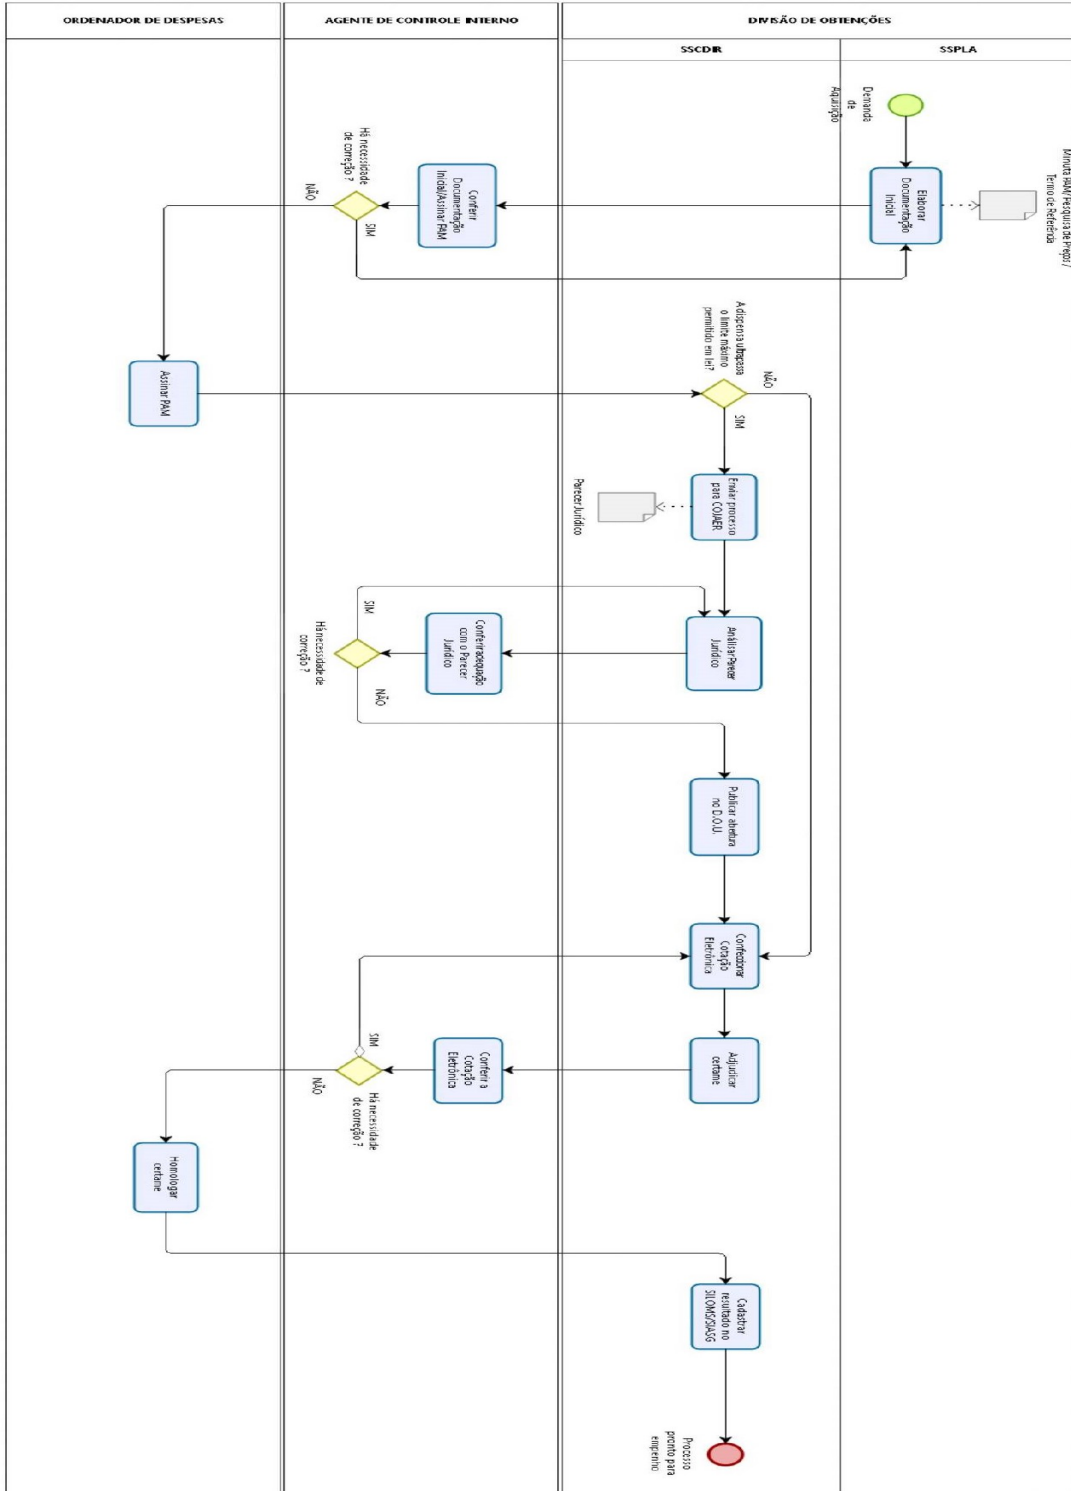 ORDENADOR DE DESPESAS
AGENTE DE CONTROLE INTERNO
DIVISÃO DE OBTENÇÕES
SSCDIR
SSPLA
Demanda
de
Aquisição
Minuta PAM/ Pesquisa de Preços /
Termo de Referência
Elaborar
Documentação
Inicial
Conferir
Documentação
Inicial/Assinar PAM
Há necessidade
de correção ?
NÃO
SIM
Assinar PAM
A dispensa ultrapassa
o limite máximo
permitido em lei?
NÃO
SIM
Enviar processo
para COJAER
Parecer Jurídico
Análisar Parecer
Jurídico
Conferir adequação
com o Parecer
Jurídico
SIM
Há necessidade de
correção ?
NÃO
Publicar abertura
no D.O.U.
Confeccionar
Cotação
Eletrônica
Adjudicar
certame
Conferir a
Cotação
Eletrônica
SIM
Há necessidade
de correção ?
NÃO
Homologar
certame
Cadastrar
resultado no
SILOMS/SIASG
Processo
pronto para
empenho